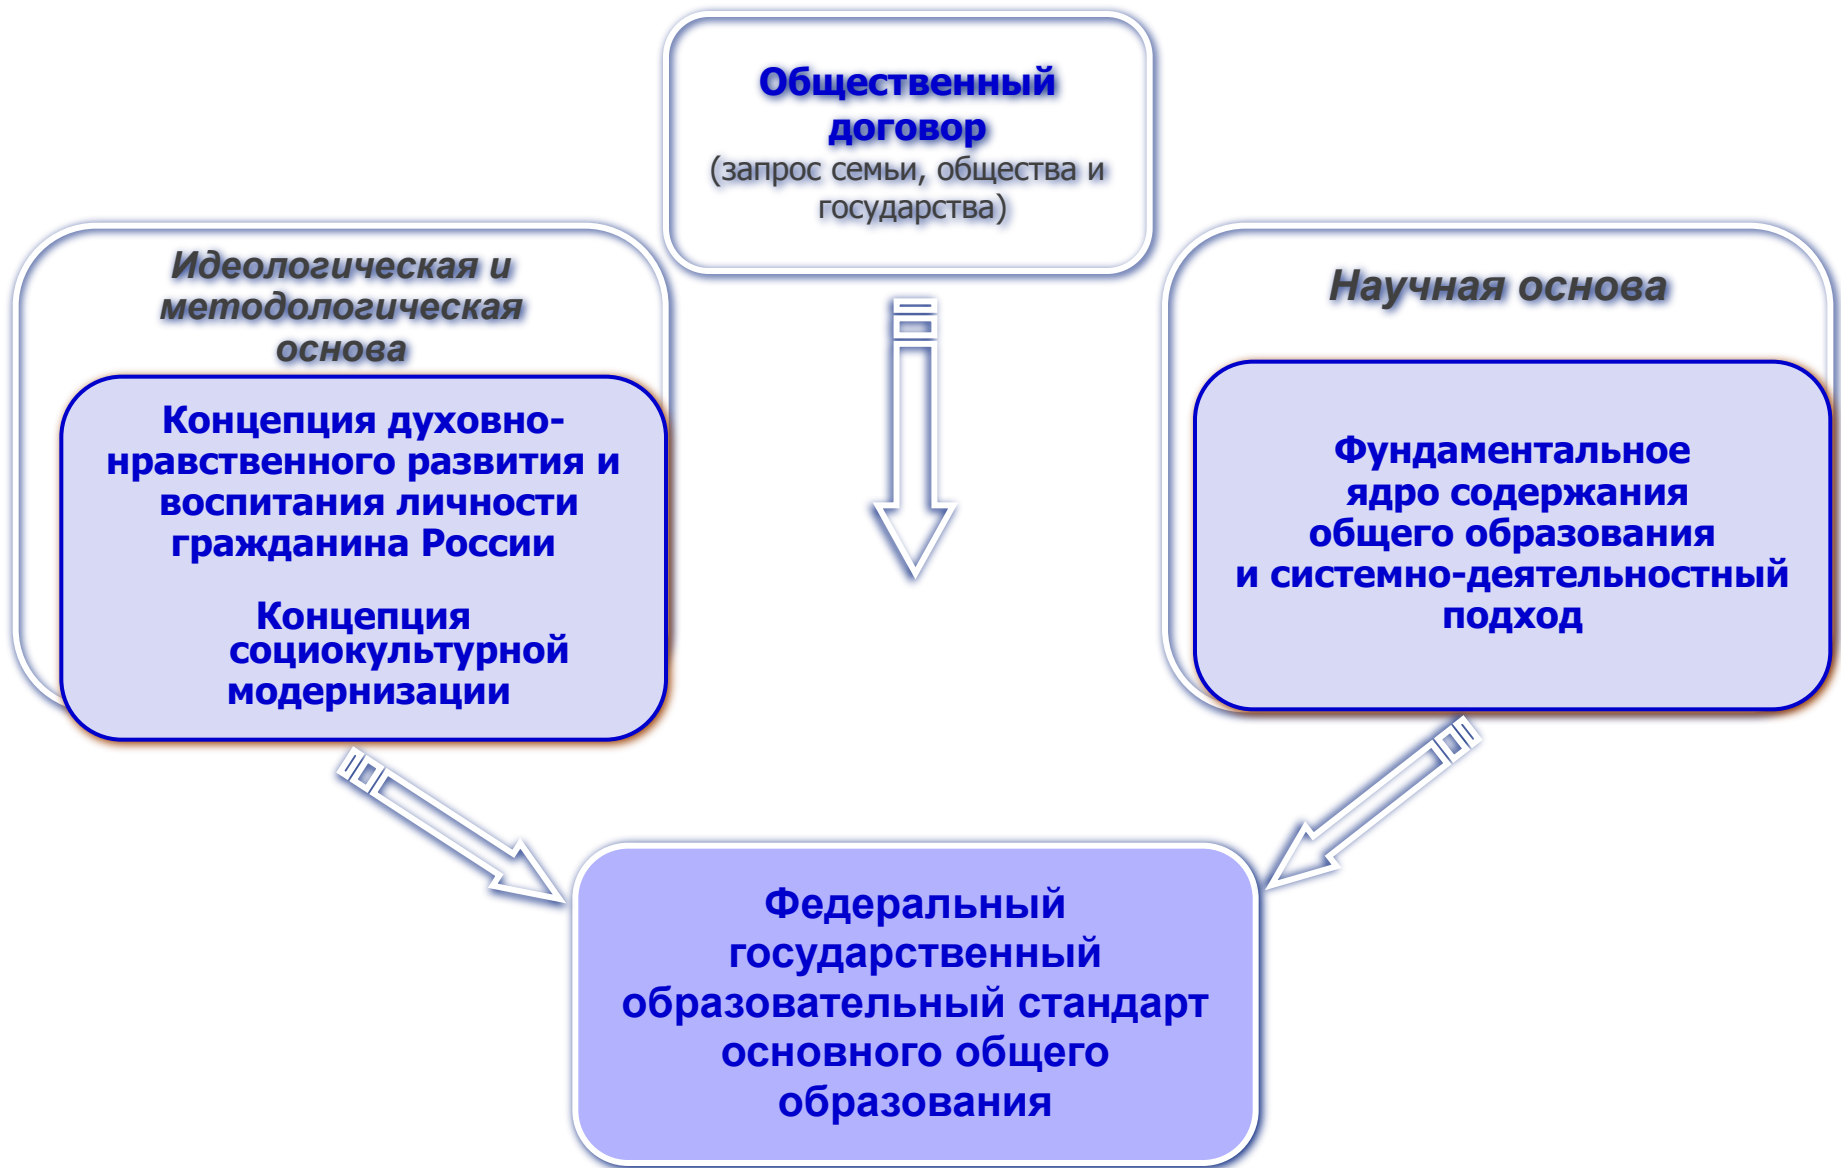 Общественный
договор
(запрос семьи, общества и
государства)
Идеологическая и
методологическая
основа
Концепция духовно-
нравственного развития и
воспитания личности
гражданина России
Концепция
социокультурной
модернизации
Научная основа
Фундаментальное
ядро содержания
общего образования
и системно-деятельностный
подход
Федеральный
государственный
образовательный стандарт
основного общего
образования